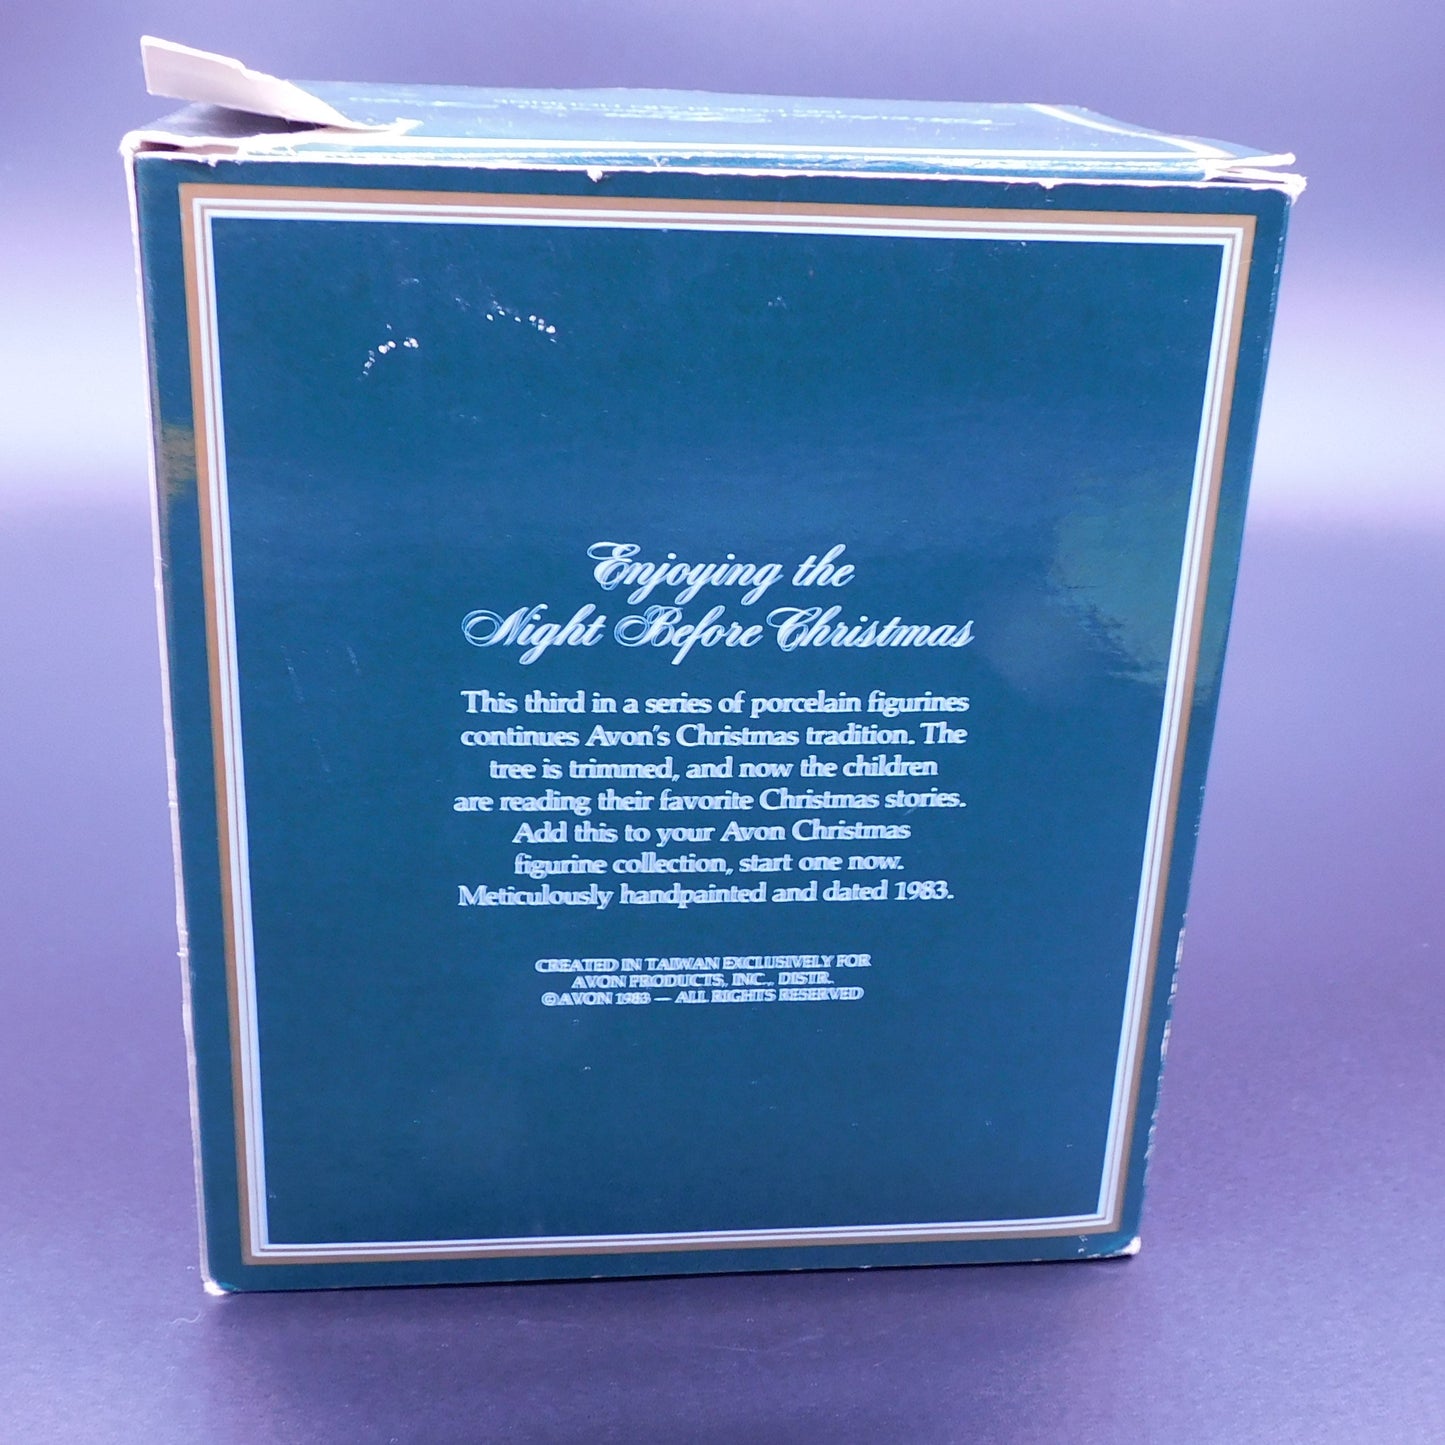 Enjoying the
Night Before Christmas
This third in a series of porcelain figurines
continues Avon's Christmas tradition. The
tree is trimmed, and now the children
are reading their favorite Christmas stories.
Add this to your Avon Christmas
figurine collection, start one now.
Meticulously handpainted and dated 1983.
CREATED IN TAIWAN EXCLUSIVELY FOR
AVON PRODUCTS, INC., DISTR.
©AVON 1983 — ALL RIGHTS RESERVED